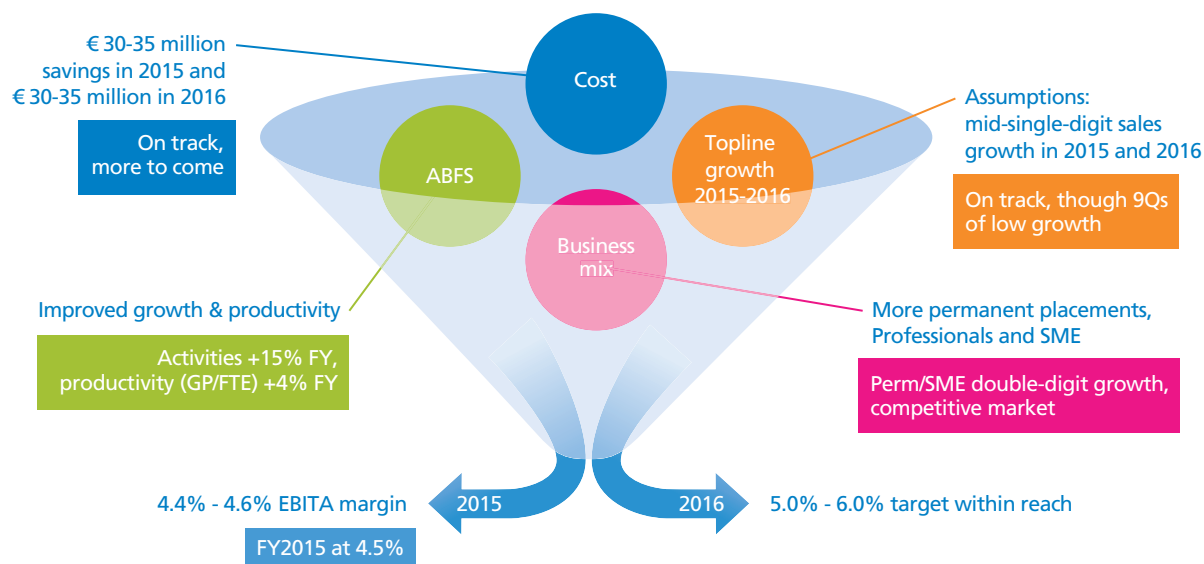 € 30-35 million
savings in 2015 and
€ 30-35 million in 2016
On track,
more to come
Cost
ABFS
Topline
growth
2015-2016
Business
mix
Assumptions:
mid-single-digit sales
growth in 2015 and 2016
On track, though 9Qs
of low growth
Improved growth & productivity
Activities +15% FY,
productivity (GP/FTE) +4% FY
More permanent placements,
Professionals and SME
Perm/SME double-digit growth,
competitive market
4.4% - 4.6% EBITA margin
2015
2016
5.0% - 6.0% target within reach
FY2015 at 4.5%